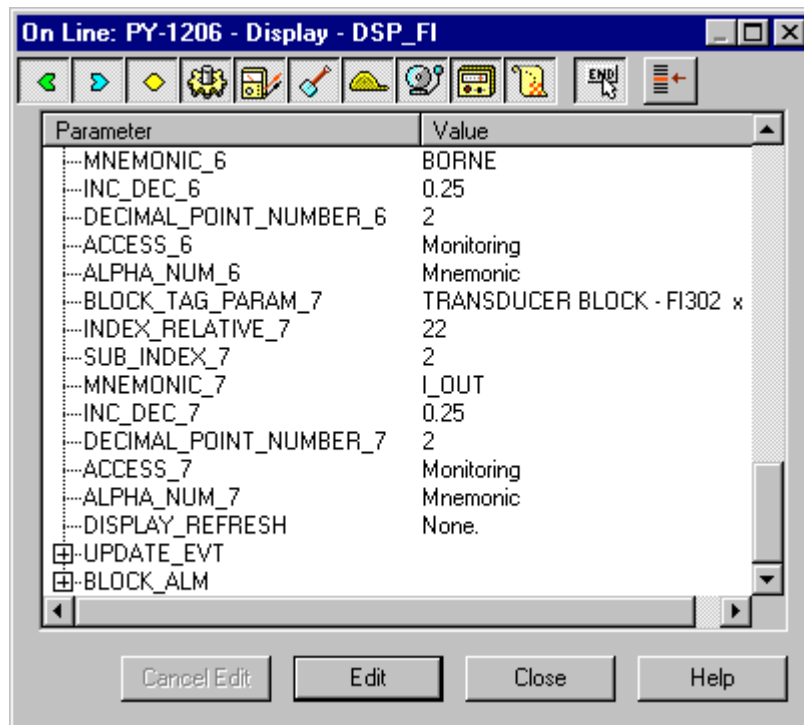 On Line: PY-1206 - Display - DSP_FI
END
Parameter Value
MNEMONIC_6 BORNE
INC_DEC_6 0.25
DECIMAL_POINT_NUMBER_6 2
ACCESS_6 Monitoring
ALPHA_NUM_6 Mnemonic
BLOCK_TAG_PARAM_7 TRANSDUCER BLOCK - FI302 x
INDEX_RELATIVE_7 22
SUB_INDEX_7 2
MNEMONIC_7 I_OUT
INC_DEC_7 0.25
DECIMAL_POINT_NUMBER_7 2
ACCESS_7 Monitoring
ALPHA_NUM_7 Mnemonic
DISPLAY_REFRESH None.
UPDATE_EVT
BLOCK_ALM
Cancel Edit Edit Close Help